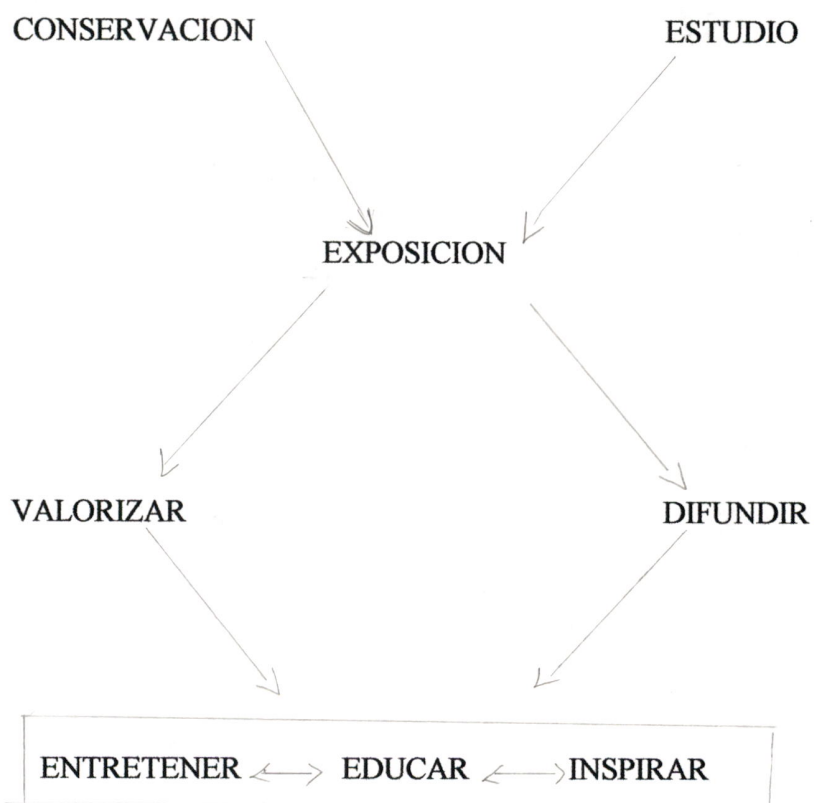 CONSERVACION ESTUDIO
EXPOSICION
VALORIZAR DIFUNDIR
ENTRETENER EDUCAR INSPIRAR